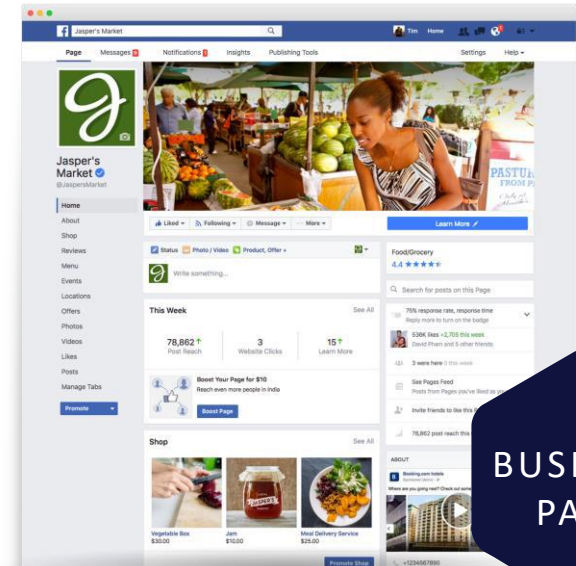 Jasper's Market
Tim Home
Page Messages Notifications Insights Publishing Tools Settings Help
Jasper's
Market
@JaspersMarket
Home
About
Shop
Reviews
Menu
Events
Locations
Offers
Photos
Videos
Likes
Posts
Manage Tabs
Promote
PASTU
FROM P
Liked Following Message More
Learn More
Status Photo / Video Product, Offer +
Write something...
This Week See All
78,862
Post Reach
3
Website Clicks
15
Learn More
Boost Your Page for $10
Reach even more people in India
Boost Page
Shop See All
JASPER'S
Vegetable Box
$30.00
Jam
$10.00
Meal Delivery Service
$25.00
Promote Shop
Food/Grocery
4.4
Search for posts on this Page
75% response rate, response time
Reply more to turn on the badge
538K likes +2,705 this week
David Pham and 5 other friends
3 were here 0 this week
See Pages Feed
Posts from Pages you've liked as you
Invite friends to like this
78,862 post reach this
ABOUT
Booking.com hotels
Where are you going next? Check out some
+1234567890
BUSI
PA